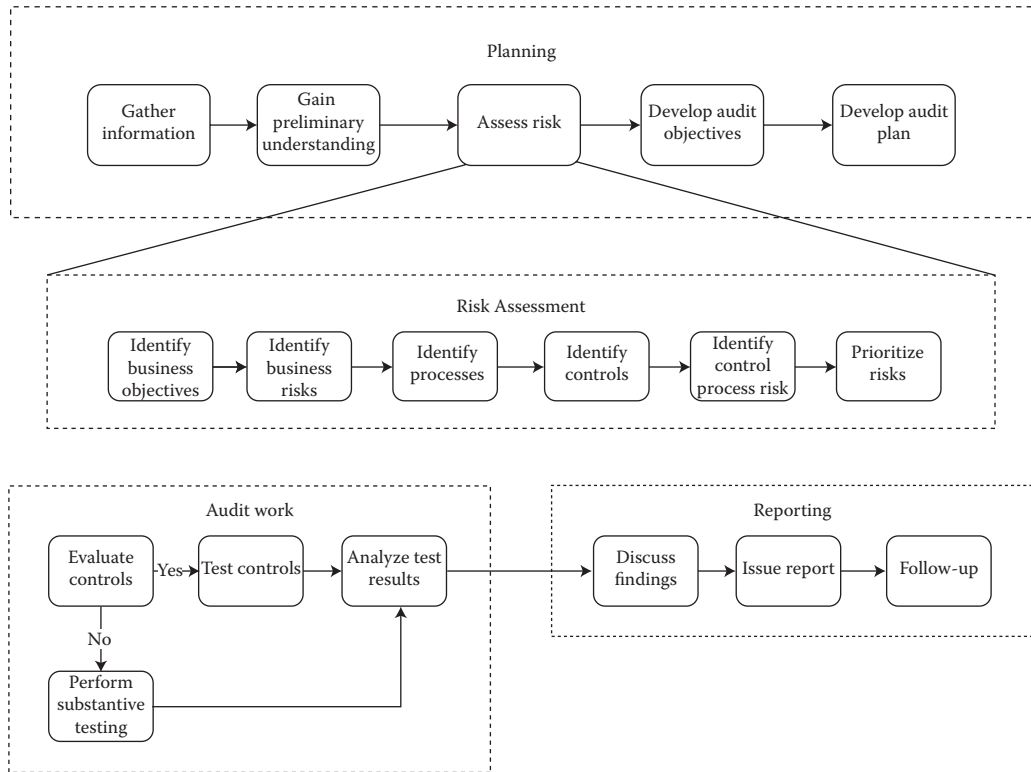 Planning
Gather
information
Gain
preliminary
understanding
Assess risk
Develop audit
objectives
Develop audit
plan
Risk Assessment
Identify
business
objectives
Identify
business
risks
Identify
processes
Identify
controls
Identify
control
process risk
Prioritize
risks
Audit work
Evaluate
controls
Yes
Test controls
Analyze test
results
No
Perform
substantive
testing
Reporting
Discuss
findings
Issue report
Follow-up